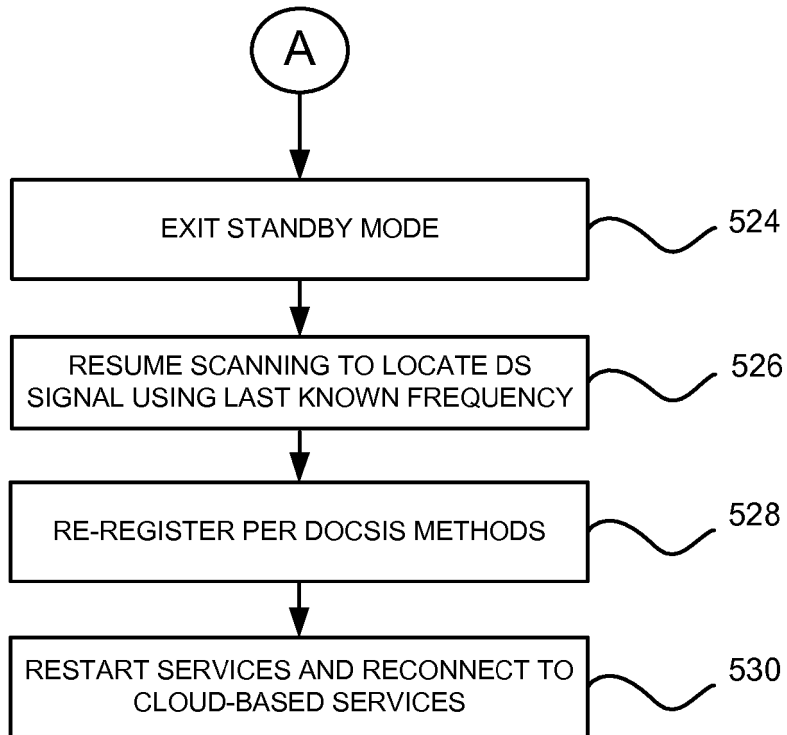 A
EXIT STANDBY MODE
524
RESUME SCANNING TO LOCATE DS
SIGNAL USING LAST KNOWN FREQUENCY
526
RE-REGISTER PER DOCSIS METHODS
528
RESTART SERVICES AND RECONNECT TO
CLOUD-BASED SERVICES
530